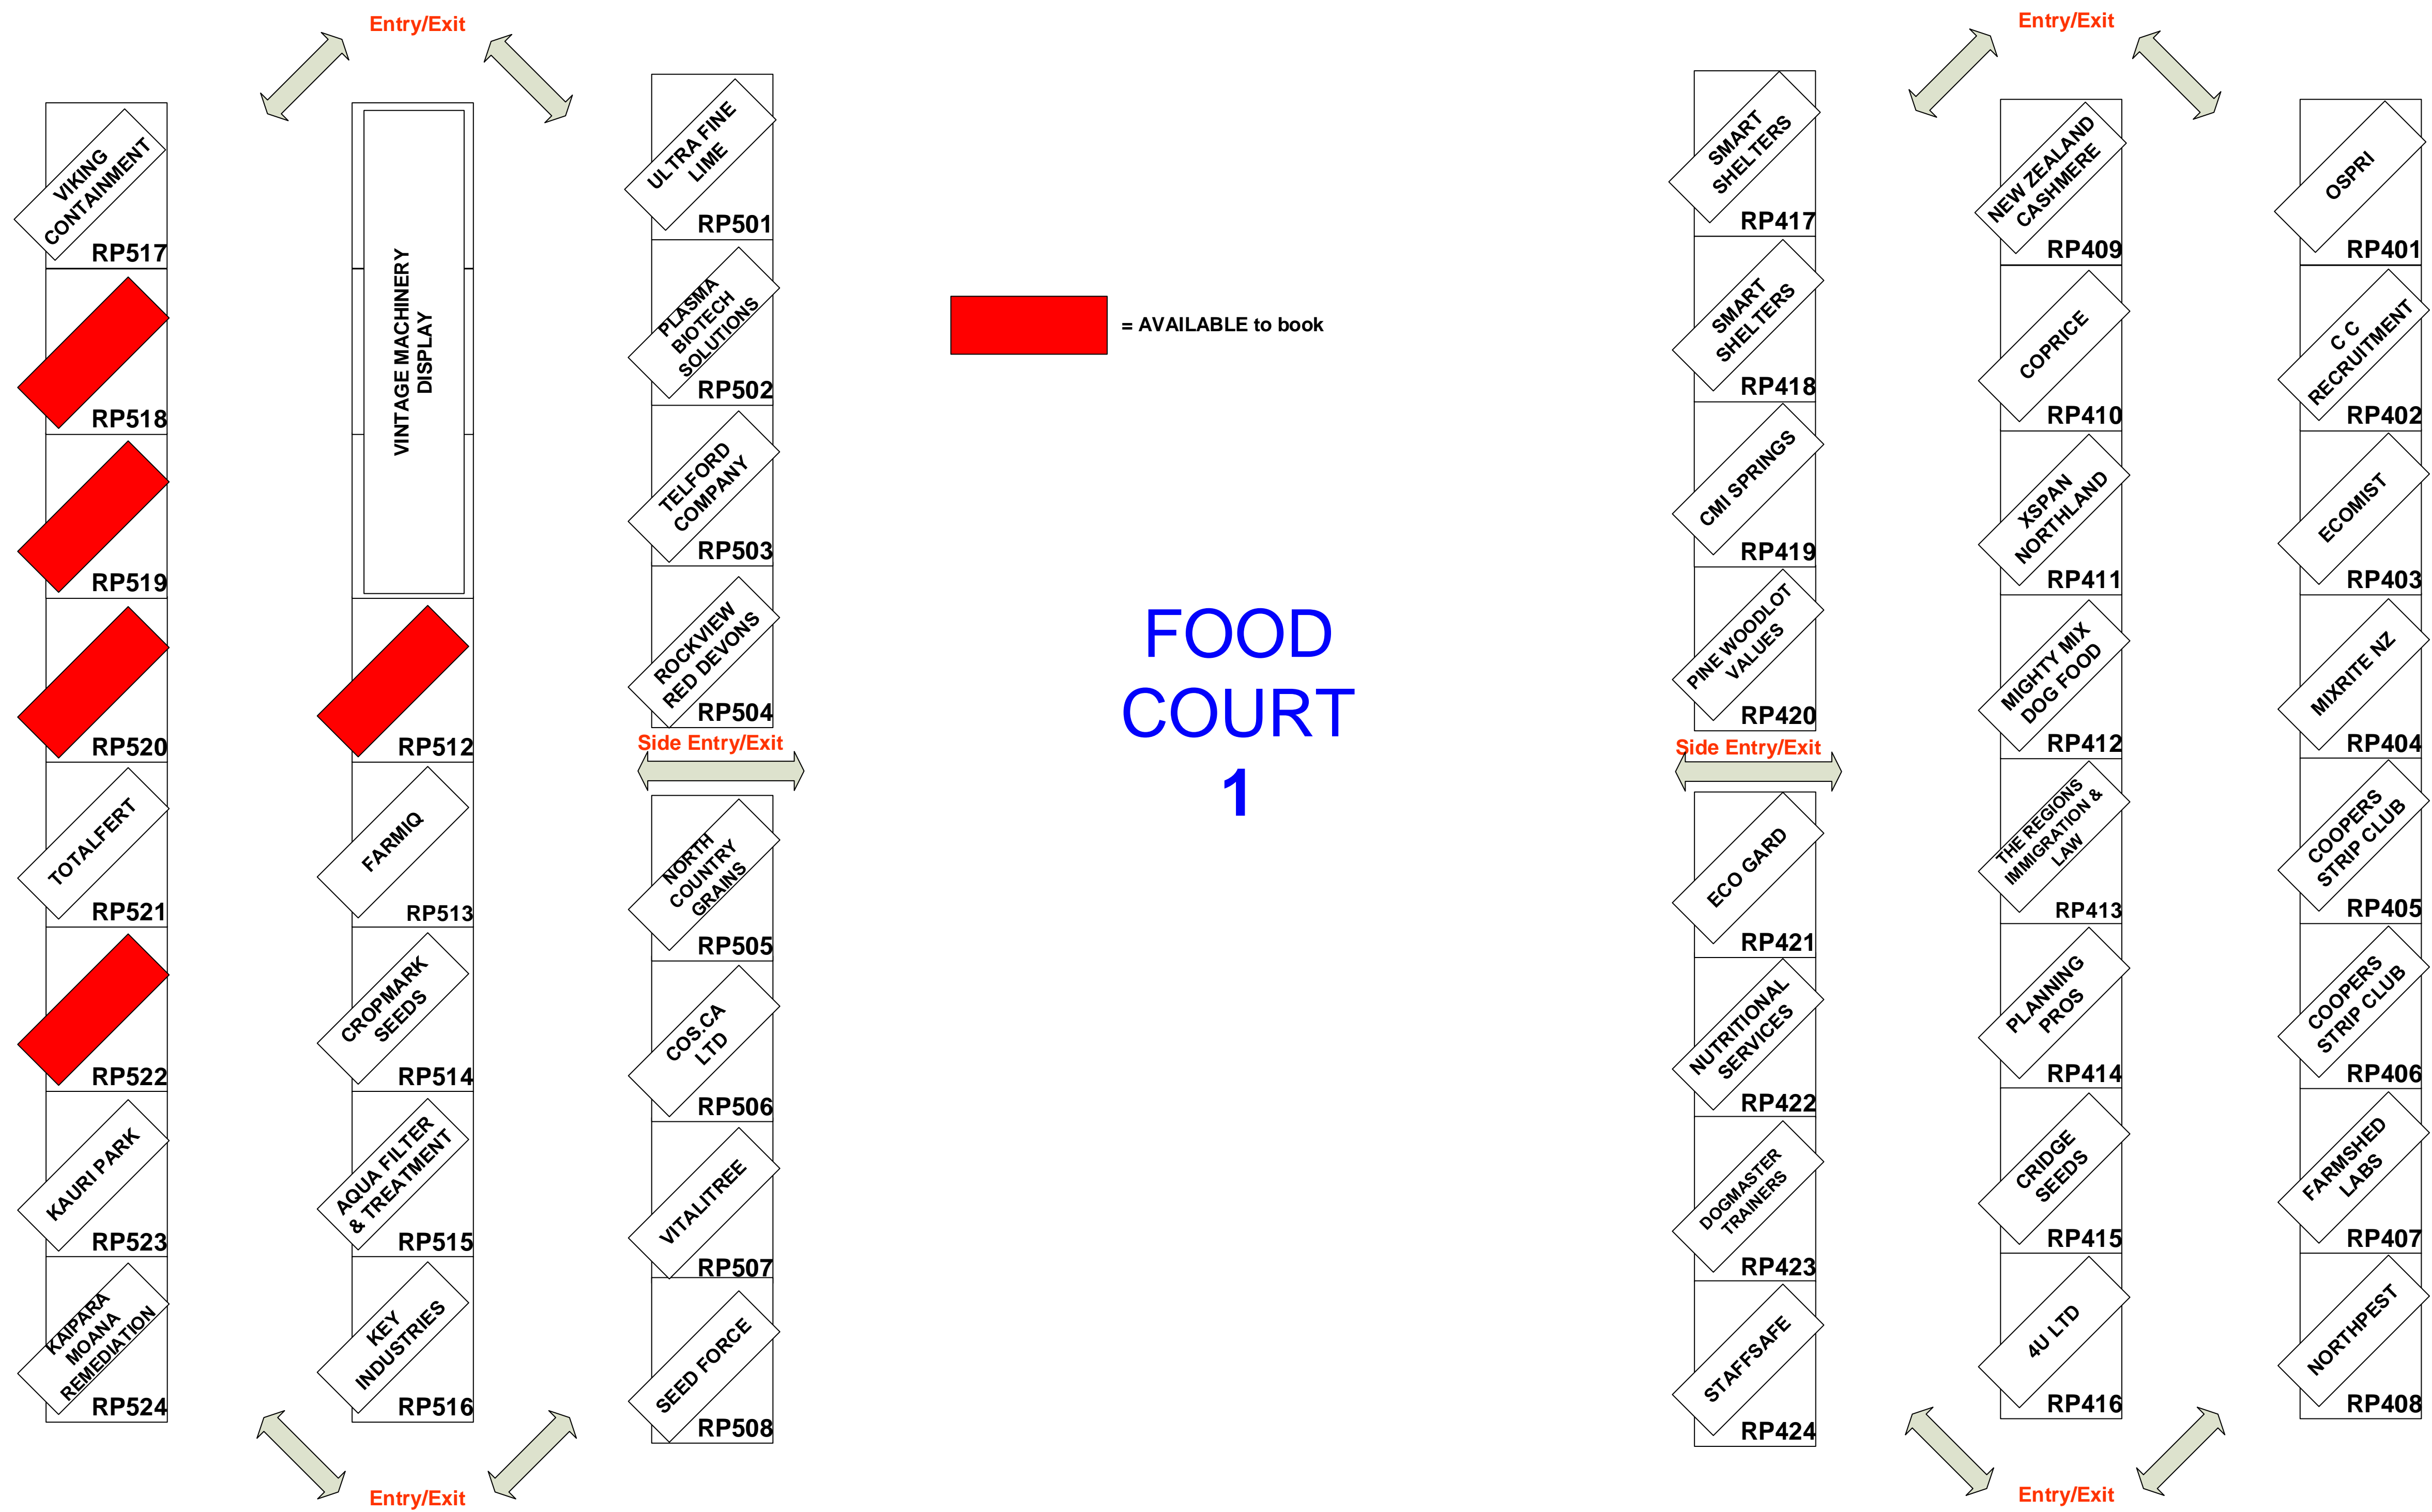 Entry/Exit
Entry/Exit
VIKING
CONTAINMENT
RP517
RP518
RP519
RP520
TOTALFERT
RP521
RP522
KAURI PARK
RP523
KAIPARA
MOANA
REMEDIATION
RP524
VINTAGE MACHINERY
DISPLAY
RP512
FARMIQ
RP513
CROPMARK
SEEDS
RP514
AQUA FILTER
& TREATMENT
RP515
KEY
INDUSTRIES
RP516
ULTRA FINE
LIME
RP501
PLASMA
BIOTECH
SOLUTIONS
RP502
TELFORD
COMPANY
RP503
ROCKVIEW
RED DEVONS
RP504
Side Entry/Exit
NORTH
COUNTRY
GRAINS
RP505
COS.CA
LTD
RP506
VITALITREE
RP507
SEED FORCE
RP508
= AVAILABLE to book
FOOD
COURT
1
SMART
SHELTERS
RP417
SMART
SHELTERS
RP418
CMI SPRINGS
RP419
PINE WOODLOT
VALUES
RP420
Side Entry/Exit
ECO GARD
RP421
NUTRITIONAL
SERVICES
RP422
DOGMASTER
TRAINERS
RP423
STAFFSAFE
RP424
NEW ZEALAND
CASHMERE
RP409
COPRICE
RP410
XSPAN
NORTHLAND
RP411
MIGHTY MIX
DOG FOOD
RP412
THE REGIONS
IMMIGRATION &
LAW
RP413
PLANNING
PROS
RP414
CRIDGE
SEEDS
RP415
4U LTD
RP416
OSPRI
RP401
C C
RECRUITMENT
RP402
ECOMIST
RP403
MIXRITE NZ
RP404
COOPERS
STRIP CLUB
RP405
COOPERS
STRIP CLUB
RP406
FARMSHED
LABS
RP407
NORTHPEST
RP408
Entry/Exit
Entry/Exit